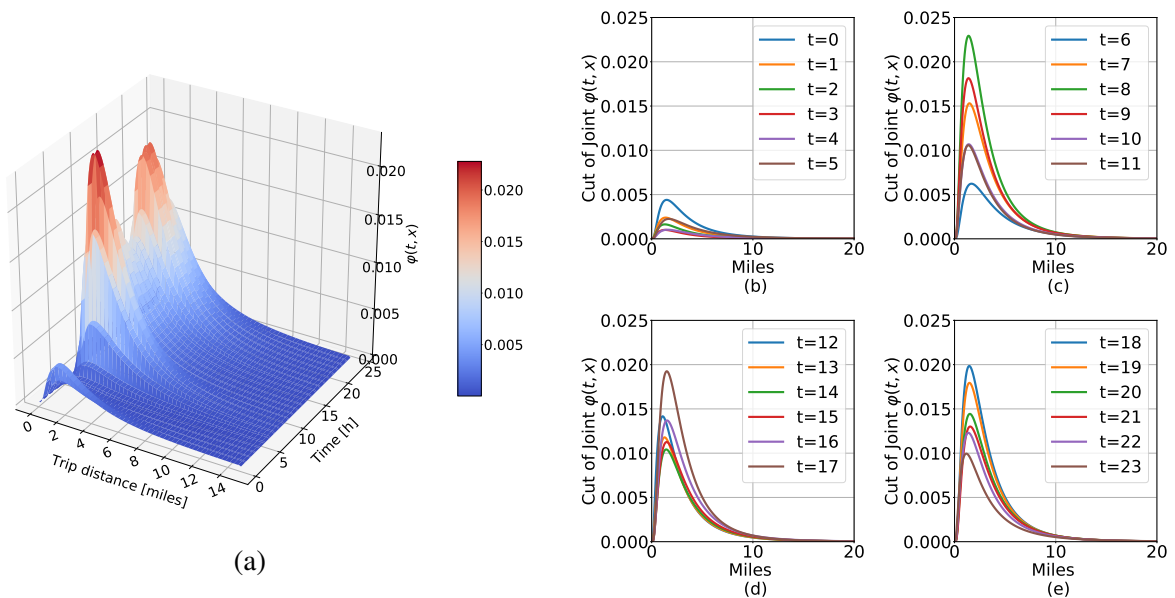 0.020
0.015
0.010
0.005
0.000
φ(t, x)
0
2
4
6
8
10
12
14
Trip distance [miles]
0
5
10
15
20
25
Time [h]
0.020
0.015
0.010
0.005
(a)
0.025
0.020
0.015
0.010
0.005
0.000
Cut of Joint φ(t, x)
t=0
t=1
t=2
t=3
t=4
t=5
0 10 20
Miles
(b)
0.025
0.020
0.015
0.010
0.005
0.000
Cut of Joint φ(t, x)
t=6
t=7
t=8
t=9
t=10
t=11
0 10 20
Miles
(c)
0.025
0.020
0.015
0.010
0.005
0.000
Cut of Joint φ(t, x)
t=12
t=13
t=14
t=15
t=16
t=17
0 10 20
Miles
(d)
0.025
0.020
0.015
0.010
0.005
0.000
Cut of Joint φ(t, x)
t=18
t=19
t=20
t=21
t=22
t=23
0 10 20
Miles
(e)